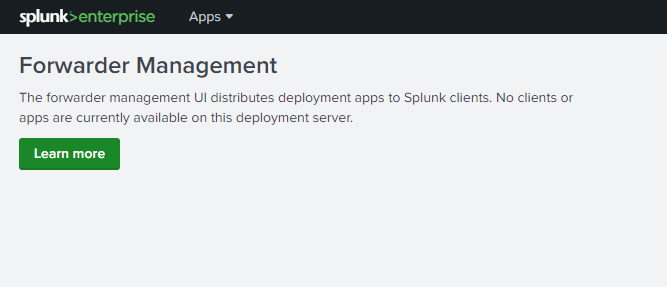 splunk>enterprise Apps
Forwarder Management
The forwarder management UI distributes deployment apps to Splunk clients. No clients or
apps are currently available on this deployment server.
Learn more